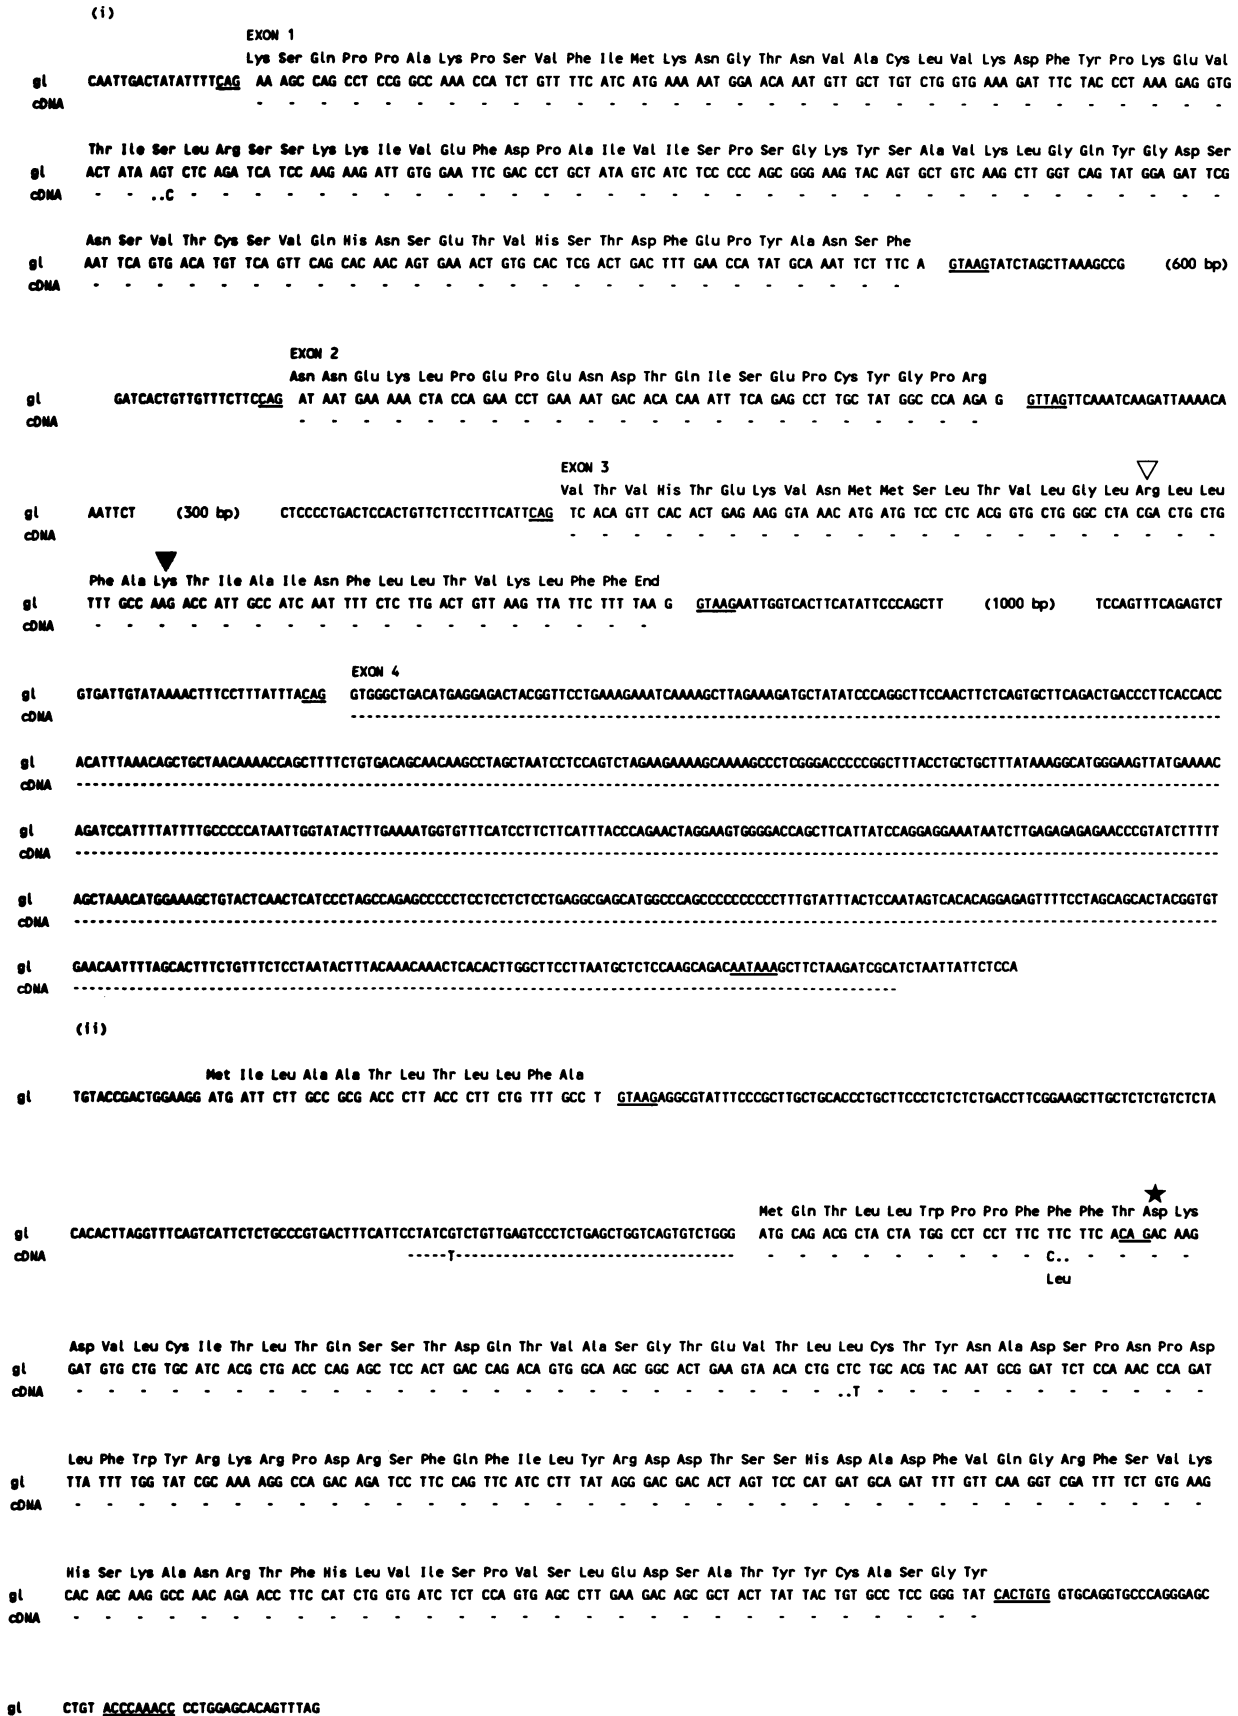 (i)
EXON 1
Lys Ser Gln Pro Pro Ala Lys Pro Ser Val Phe Ile Met Lys Asn Gly Thr Asn Val Ala Cys Leu Val Lys Asp Phe Tyr Pro Lys Glu Val
gl CAATTGACTATATTTTCAG AA AGC CAG CCT CCG GCC AAA CCA TCT GTT TTC ATC ATG AAA AAT GGA ACA AAT GTT GCT TGT CTG GTG AAA GAT TTC TAC CCT AAA GAG GTG
cDNA - - - - - - - - - - - - - - - - - - - - - - - - - - - - - - -
Thr Ile Ser Leu Arg Ser Ser Lys Lys Ile Val Glu Phe Asp Pro Ala Ile Val Ile Ser Pro Ser Gly Lys Tyr Ser Ala Val Lys Leu Gly Gln Tyr Gly Asp Ser
gl ACT ATA AGT CTC AGA TCA TCC AAG AAG ATT GTG GAA TTC GAC CCT GCT ATA GTC ATC TCC CCC AGC GGG AAG TAC AGT GCT GTC AAG CTT GGT CAG TAT GGA GAT TCG
cDNA - - ..C - - - - - - - - - - - - - - - - - - - - - - - - - - - - - - - - -
Asn Ser Val Thr Cys Ser Val Gln His Asn Ser Glu Thr Val His Ser Thr Asp Phe Glu Pro Tyr Ala Asn Ser Phe
gl AAT TCA GTG ACA TGT TCA GTT CAG CAC AAC AGT GAA ACT GTG CAC TCG ACT GAC TTT GAA CCA TAT GCA AAT TCT TTC A GTAAGTATCTAGCTTAAAGCCG (600 bp)
cDNA - - - - - - - - - - - - - - - - - - - - - - - - - -
EXON 2
Asn Asn Glu Lys Leu Pro Glu Pro Glu Asn Asp Thr Gln Ile Ser Glu Pro Cys Tyr Gly Pro Arg
gl GATCACTGTTGTTTCTTCCAG AT AAT GAA AAA CTA CCA GAA CCT GAA AAT GAC ACA CAA ATT TCA GAG CCT TGC TAT GGC CCA AGA G GTTAGTTCAAATCAAGATTAAAACA
cDNA - - - - - - - - - - - - - - - - - - - - - -
EXON 3
Val Thr Val His Thr Glu Lys Val Asn Met Met Ser Leu Thr Val Leu Gly Leu Arg Leu Leu
gl AATTCT (300 bp) CTCCCCTGACTCCACTGTTCTTCCTTTCATTCAG TC ACA GTT CAC ACT GAG AAG GTA AAC ATG ATG TCC CTC ACG GTG CTG GGC CTA CGA CTG CTG
cDNA - - - - - - - - - - - - - - - - - - - - -
Phe Ala Lys Thr Ile Ala Ile Asn Phe Leu Leu Thr Val Lys Leu Phe Phe End
gl TTT GCC AAG ACC ATT GCC ATC AAT TTT CTC TTG ACT GTT AAG TTA TTC TTT TAA G GTAAGAATTGGTCACTTCATATTCCCAGCTT (1000 bp) TCCAGTTTCAGAGTCT
cDNA - - - - - - - - - - - - - - - - - -
EXON 4
gl GTGATTGTATAAAACTTTCCTTTATTTACAG GTGGGCTGACATGAGGAGACTACGGTTCCTGAAAGAAATCAAAAGCTTAGAAAGATGCTATATCCCAGGCTTCCAACTTCTCAGTGCTTCAGACTGACCCTTCACCACC
cDNA --------------------
gl ACATTTAAACAGCTGCTAACAAAACCAGCTTTTCTGTGACAGCAACAAGCCTAGCTAATCCTCCAGTCTAGAAGAAAAGCAAAAGCCCTCGGGACCCCCGGCTTTACCTGCTGCTTTATAAAGGCATGGGAAGTTATGAAAAC
cDNA --------------------
gl AGATCCATTTTATTTTGCCCCCATAATTGGTATACTTTGAAAATGGTGTTTCATCCTTCTTCATTTACCCAGAACTAGGAAGTGGGGACCAGCTTCATTATCCAGGAGGAAATAATCTTGAGAGAGAGAACCCGTATCTTTTT
cDNA --------------------
gl AGCTAAACATGGAAAGCTGTACTCAACTCATCCCTAGCCAGAGCCCCCTCCTCCTCTCCTGAGGCGAGCATGGCCCAGCCCCCCCCCCTTTGTATTTACTCCAATAGTCACACAGGAGAGTTTTCCTAGCAGCACTACGGTGT
cDNA --------------------
gl GAACAATTTTAGCACTTTCTGTTTCTCCTAATACTTTACAAACAAACTCACACTTGGCTTCCTTAATGCTCTCCAAGCAGACAATAAAGCTTCTAAGATCGCATCTAATTATTCTCCA
cDNA --------------------
(ii)
Met Ile Leu Ala Ala Thr Leu Thr Leu Leu Phe Ala
gl TGTACCGACTGGAAGG ATG ATT CTT GCC GCG ACC CTT ACC CTT CTG TTT GCC T GTAAGAGGCGTATTTCCCGCTTGCTGCACCCTGCTTCCCTCTCTCTGACCTTCGGAAGCTTGCTCTCTGTCTCTA
Met Gln Thr Leu Leu Trp Pro Pro Phe Phe Phe Thr Asp Lys
gl CACACTTAGGTTTCAGTCATTCTCTGCCCGTGACTTTCATTCCTATCGTCTGTTGAGTCCCTCTGAGCTGGTCAGTGTCTGGG ATG CAG ACG CTA CTA TGG CCT CCT TTC TTC TTC ACA GAC AAG
cDNA -----T-------------------- - - - - - - - - - C.. - - - -
Leu
Asp Val Leu Cys Ile Thr Leu Thr Gln Ser Ser Thr Asp Gln Thr Val Ala Ser Gly Thr Glu Val Thr Leu Leu Cys Thr Tyr Asn Ala Asp Ser Pro Asn Pro Asp
gl GAT GTG CTG TGC ATC ACG CTG ACC CAG AGC TCC ACT GAC CAG ACA GTG GCA AGC GGC ACT GAA GTA ACA CTG CTC TGC ACG TAC AAT GCG GAT TCT CCA AAC CCA GAT
cDNA - - - - - - - - - - - - - - - - - - - - - - - - ..T - - - - - - - - - - -
Leu Phe Trp Tyr Arg Lys Arg Pro Asp Arg Ser Phe Gln Phe Ile Leu Tyr Arg Asp Asp Thr Ser Ser His Asp Ala Asp Phe Val Gln Gly Arg Phe Ser Val Lys
gl TTA TTT TGG TAT CGC AAA AGG CCA GAC AGA TCC TTC CAG TTC ATC CTT TAT AGG GAC GAC ACT AGT TCC CAT GAT GCA GAT TTT GTT CAA GGT CGA TTT TCT GTG AAG
cDNA - - - - - - - - - - - - - - - - - - - - - - - - - - - - - - - - - - - -
His Ser Lys Ala Asn Arg Thr Phe His Leu Val Ile Ser Pro Val Ser Leu Glu Asp Ser Ala Thr Tyr Tyr Cys Ala Ser Gly Tyr
gl CAC AGC AAG GCC AAC AGA ACC TTC CAT CTG GTG ATC TCT CCA GTG AGC CTT GAA GAC AGC GCT ACT TAT TAC TGT GCC TCC GGG TAT CACTGTG GTGCAGGTGCCCAGGGAGC
cDNA - - - - - - - - - - - - - - - - - - - - - - - - - - - - -
gl CTGT ACCCAAACC CCTGGAGCACAGTTTAG